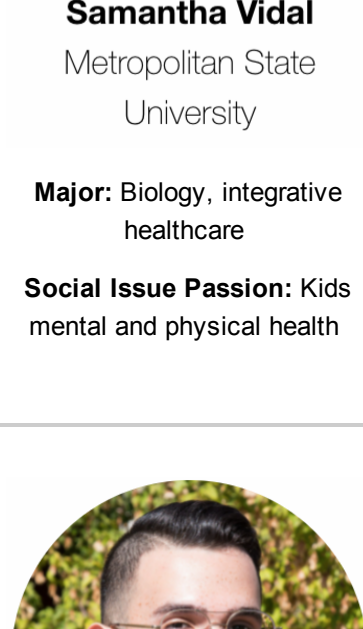 Samantha Vidal
Metropolitan State
University
Major: Biology, integrative
healthcare
Social Issue Passion: Kids
mental and physical health